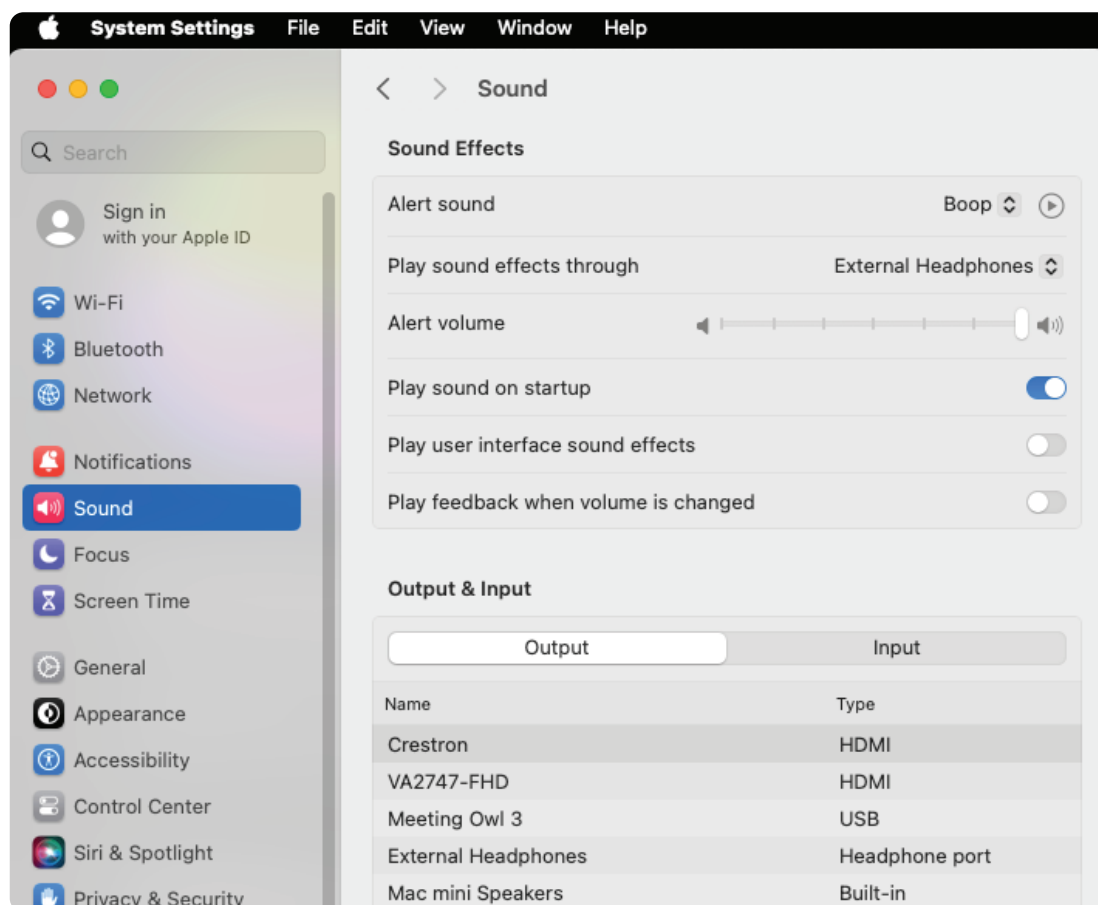 System Settings File Edit View Window Help
Sound
Search
Sign in
with your Apple ID
Wi-Fi
Bluetooth
Network
Notifications
Sound
Focus
Screen Time
General
Appearance
Accessibility
Control Center
Siri & Spotlight
Privacy & Security
Sound Effects
Alert sound Boop
Play sound effects through External Headphones
Alert volume
Play sound on startup
Play user interface sound effects
Play feedback when volume is changed
Output & Input
Output Input
Name Type
Crestron HDMI
VA2747-FHD HDMI
Meeting Owl 3 USB
External Headphones Headphone port
Mac mini Speakers Built-in